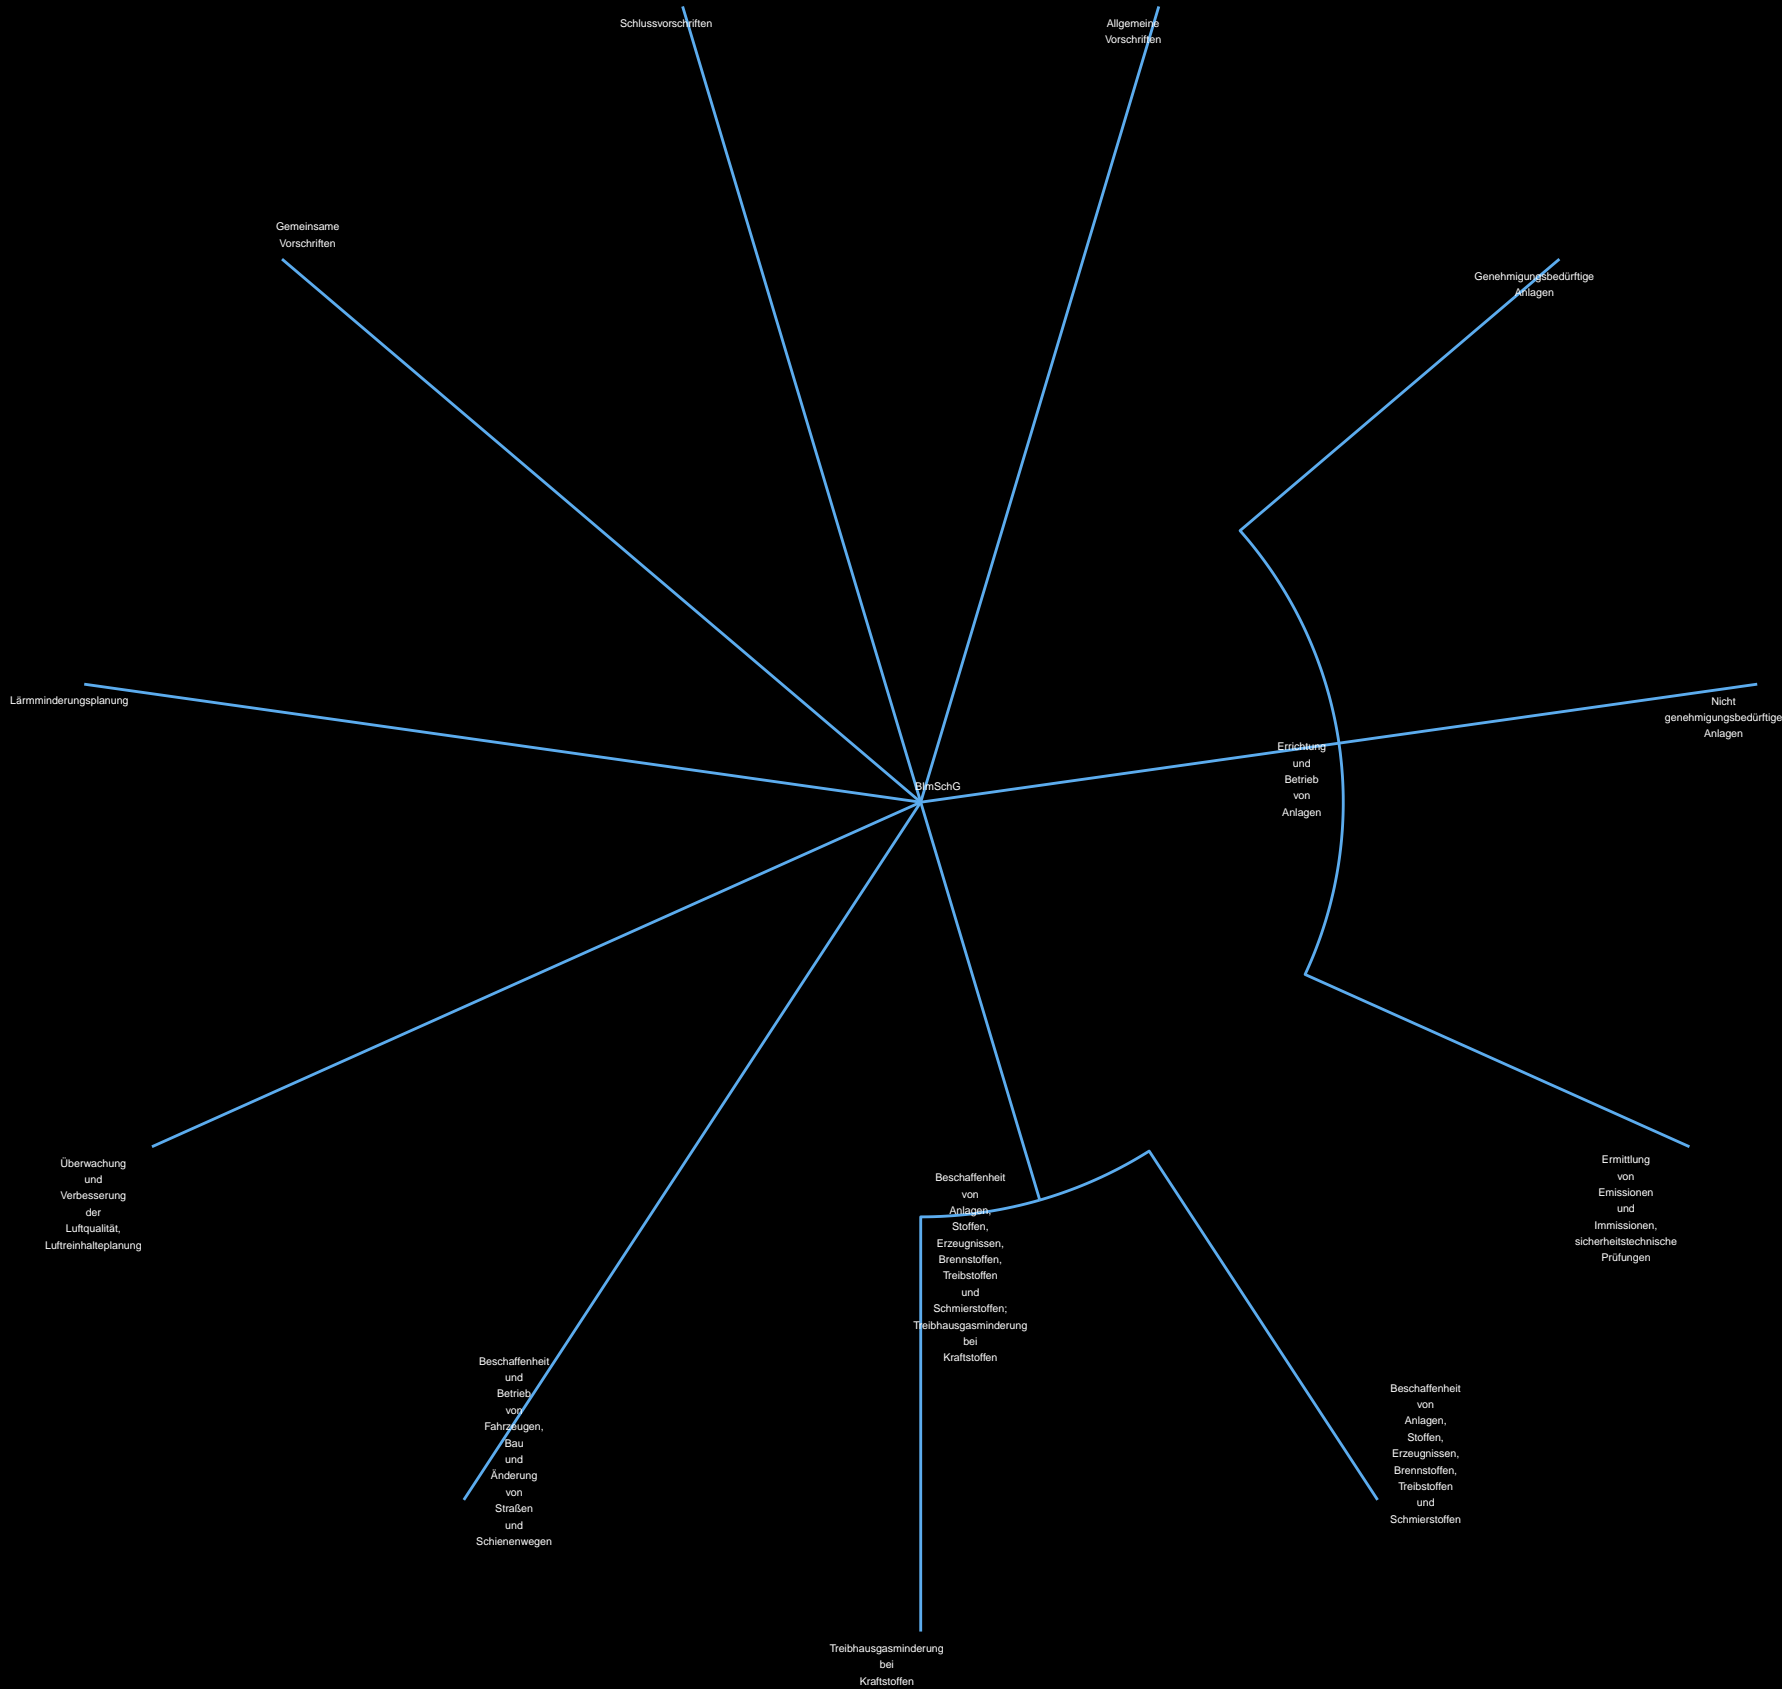 Schlussvorschriften
Allgemeine
Vorschriften
Gemeinsame
Vorschriften
Genehmigungsbedürftige
Anlagen
Lärmminderungsplanung
Nicht
genehmigungsbedürftige
Anlagen
Errichtung
und
Betrieb
von
Anlagen
BImSchG
Überwachung
und
Verbesserung
der
Luftqualität,
Luftreinhalteplanung
Beschaffenheit
von
Anlagen,
Stoffen,
Erzeugnissen,
Brennstoffen,
Treibstoffen
und
Schmierstoffen;
Treibhausgasminderung
bei
Kraftstoffen
Ermittlung
von
Emissionen
und
Immissionen,
sicherheitstechnische
Prüfungen
Beschaffenheit
und
Betrieb
von
Fahrzeugen,
Bau
und
Änderung
von
Straßen
und
Schienenwegen
Beschaffenheit
von
Anlagen,
Stoffen,
Erzeugnissen,
Brennstoffen,
Treibstoffen
und
Schmierstoffen
Treibhausgasminderung
bei
Kraftstoffen